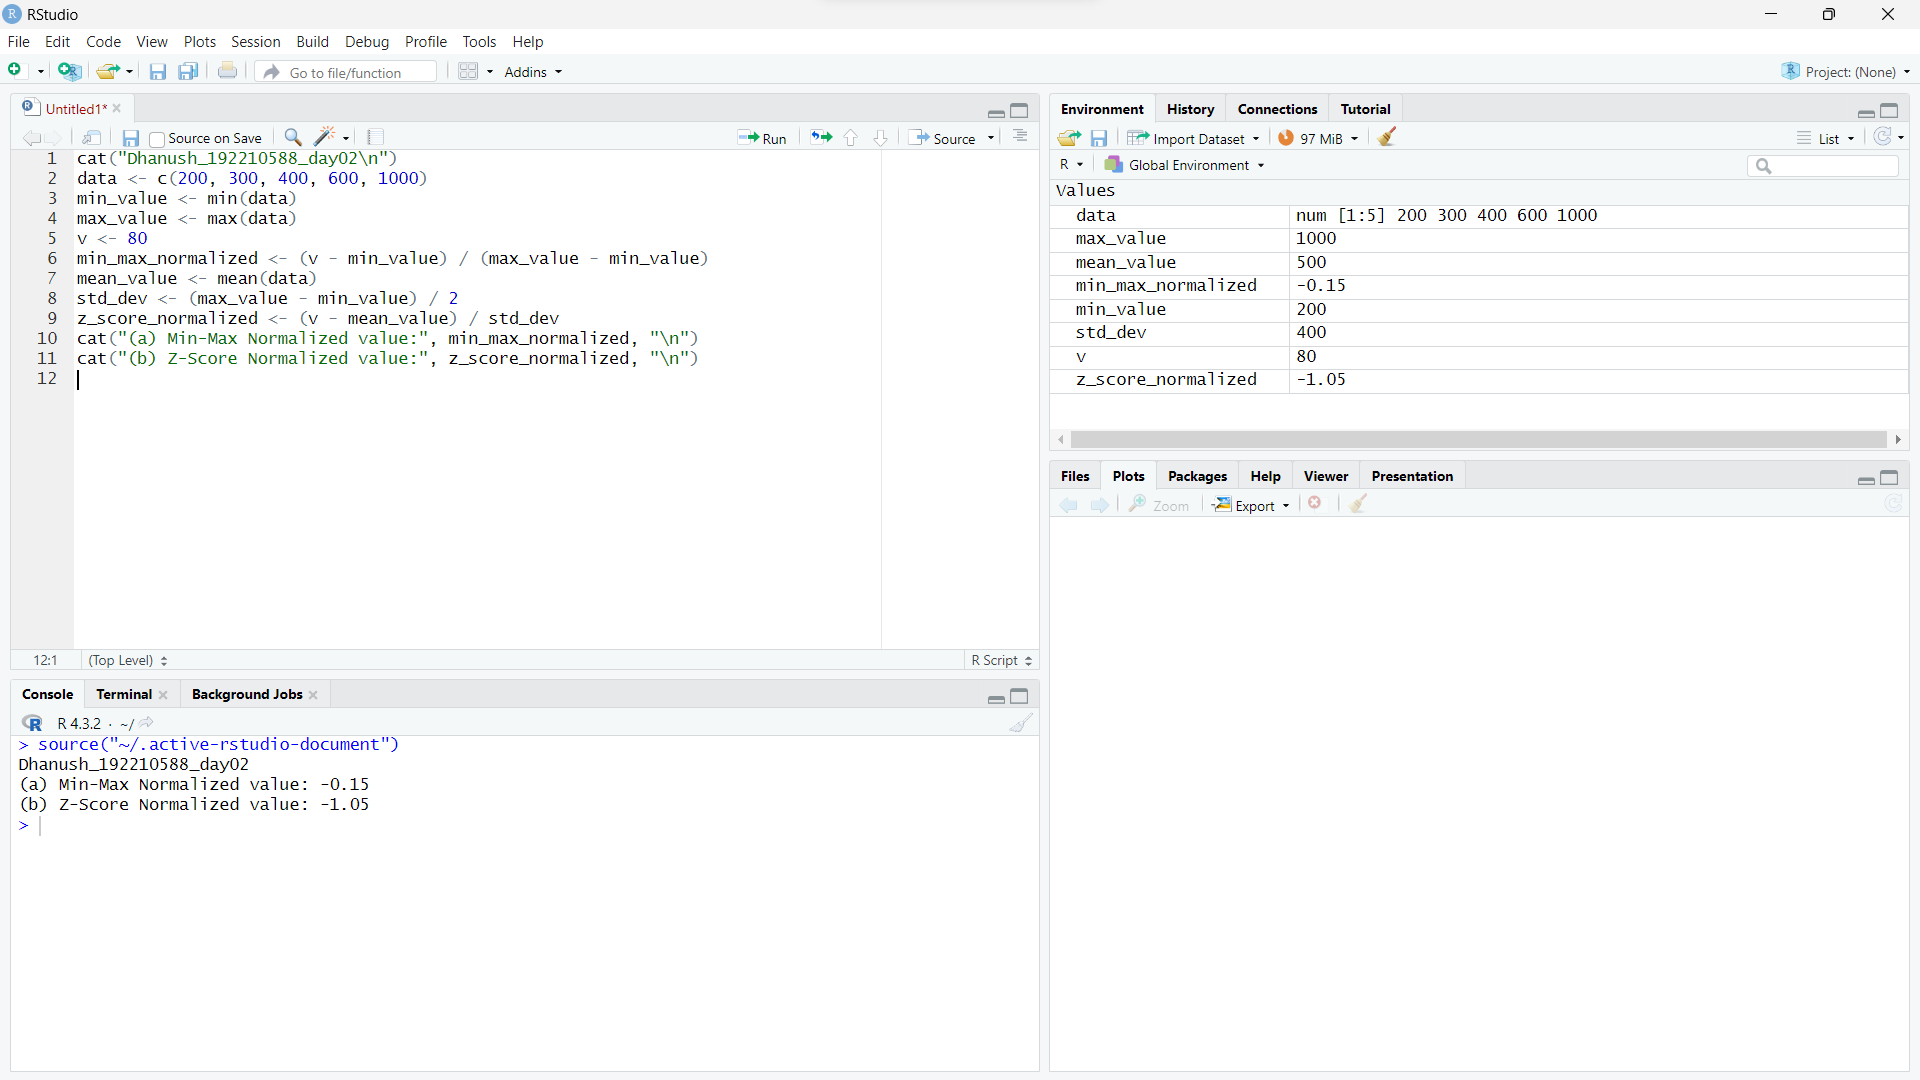 RStudio
File Edit Code View Plots Session Build Debug Profile Tools Help
Go to file/function Addins Project: (None)
Untitled1*
Source on Save Run Source
1 cat("Dhanush_192210588_day02\n")
2 data <- c(200, 300, 400, 600, 1000)
3 min_value <- min(data)
4 max_value <- max(data)
5 v <- 80
6 min_max_normalized <- (v - min_value) / (max_value - min_value)
7 mean_value <- mean(data)
8 std_dev <- (max_value - min_value) / 2
9 z_score_normalized <- (v - mean_value) / std_dev
10 cat("(a) Min-Max Normalized value:", min_max_normalized, "\n")
11 cat("(b) Z-Score Normalized value:", z_score_normalized, "\n")
12
12:1 (Top Level) R Script
Console Terminal Background Jobs
R 4.3.2 · ~/
> source("~/.active-rstudio-document")
Dhanush_192210588_day02
(a) Min-Max Normalized value: -0.15
(b) Z-Score Normalized value: -1.05
>
Environment History Connections Tutorial
Import Dataset 97 MiB List
R Global Environment
Values
data num [1:5] 200 300 400 600 1000
max_value 1000
mean_value 500
min_max_normalized -0.15
min_value 200
std_dev 400
v 80
z_score_normalized -1.05
Files Plots Packages Help Viewer Presentation
Zoom Export